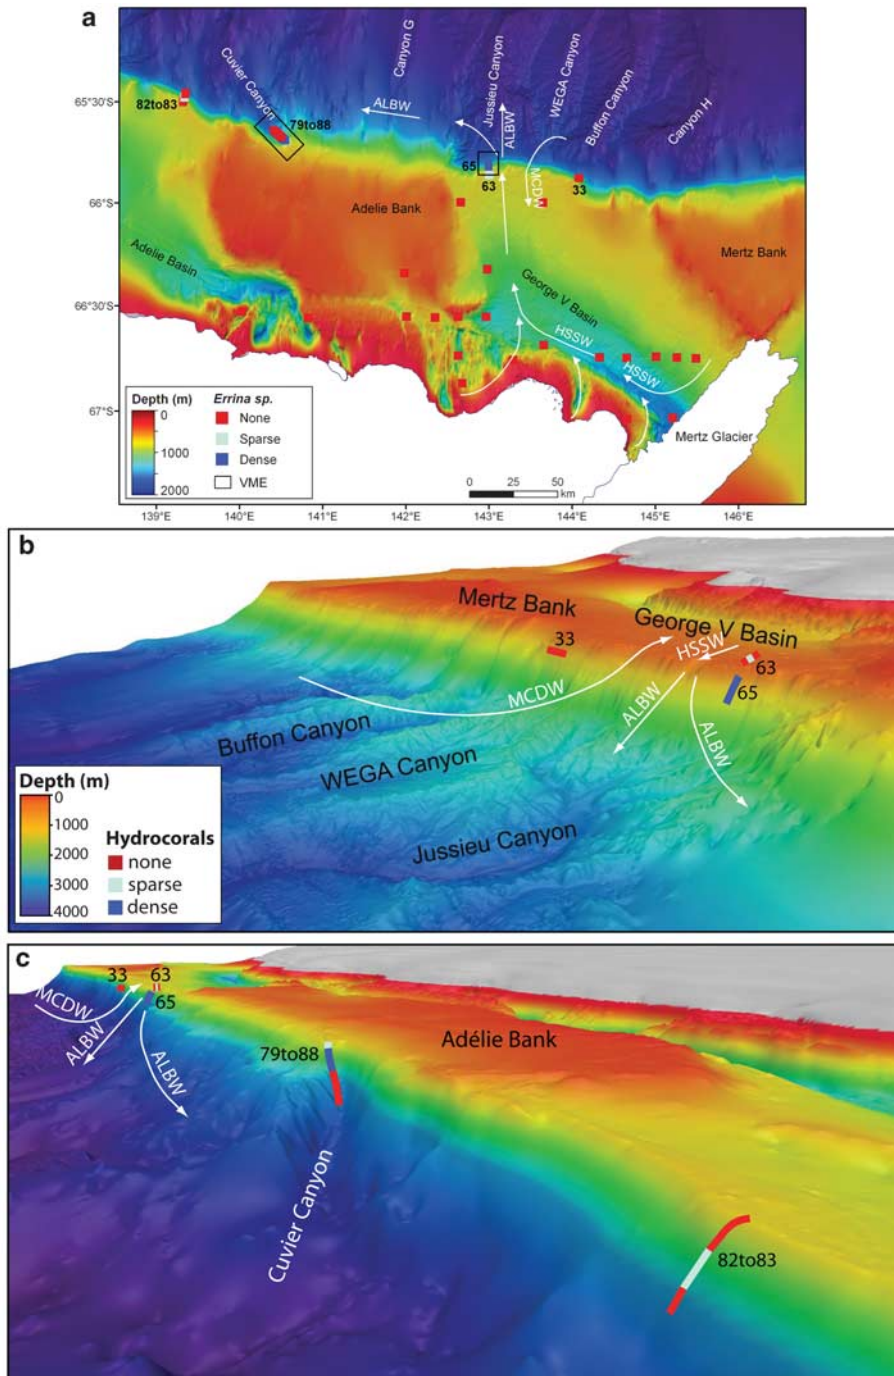 a
Cuvier Canyon
Canyon G
Jussieu Canyon
WEGA Canyon
Buffon Canyon
Canyon H
65°30'S
66°S
66°30'S
67°S
82to83
79to88
ALBW
ALBW
65
63
MCDW
33
Adelie Bank
Mertz Bank
Adelie Basin
George V Basin
HSSW
HSSW
Mertz Glacier
Depth (m)
0
1000
2000
Errina sp.
None
Sparse
Dense
VME
0 25 50
km
139°E 140°E 141°E 142°E 143°E 144°E 145°E 146°E
b
Mertz Bank
George V Basin
33
HSSW
63
65
MCDW
ALBW
ALBW
Buffon Canyon
WEGA Canyon
Jussieu Canyon
Depth (m)
0
1000
2000
3000
4000
Hydrocorals
none
sparse
dense
c
33 63
65
MCDW
ALBW
ALBW
79to88
Adélie Bank
Cuvier Canyon
82to83